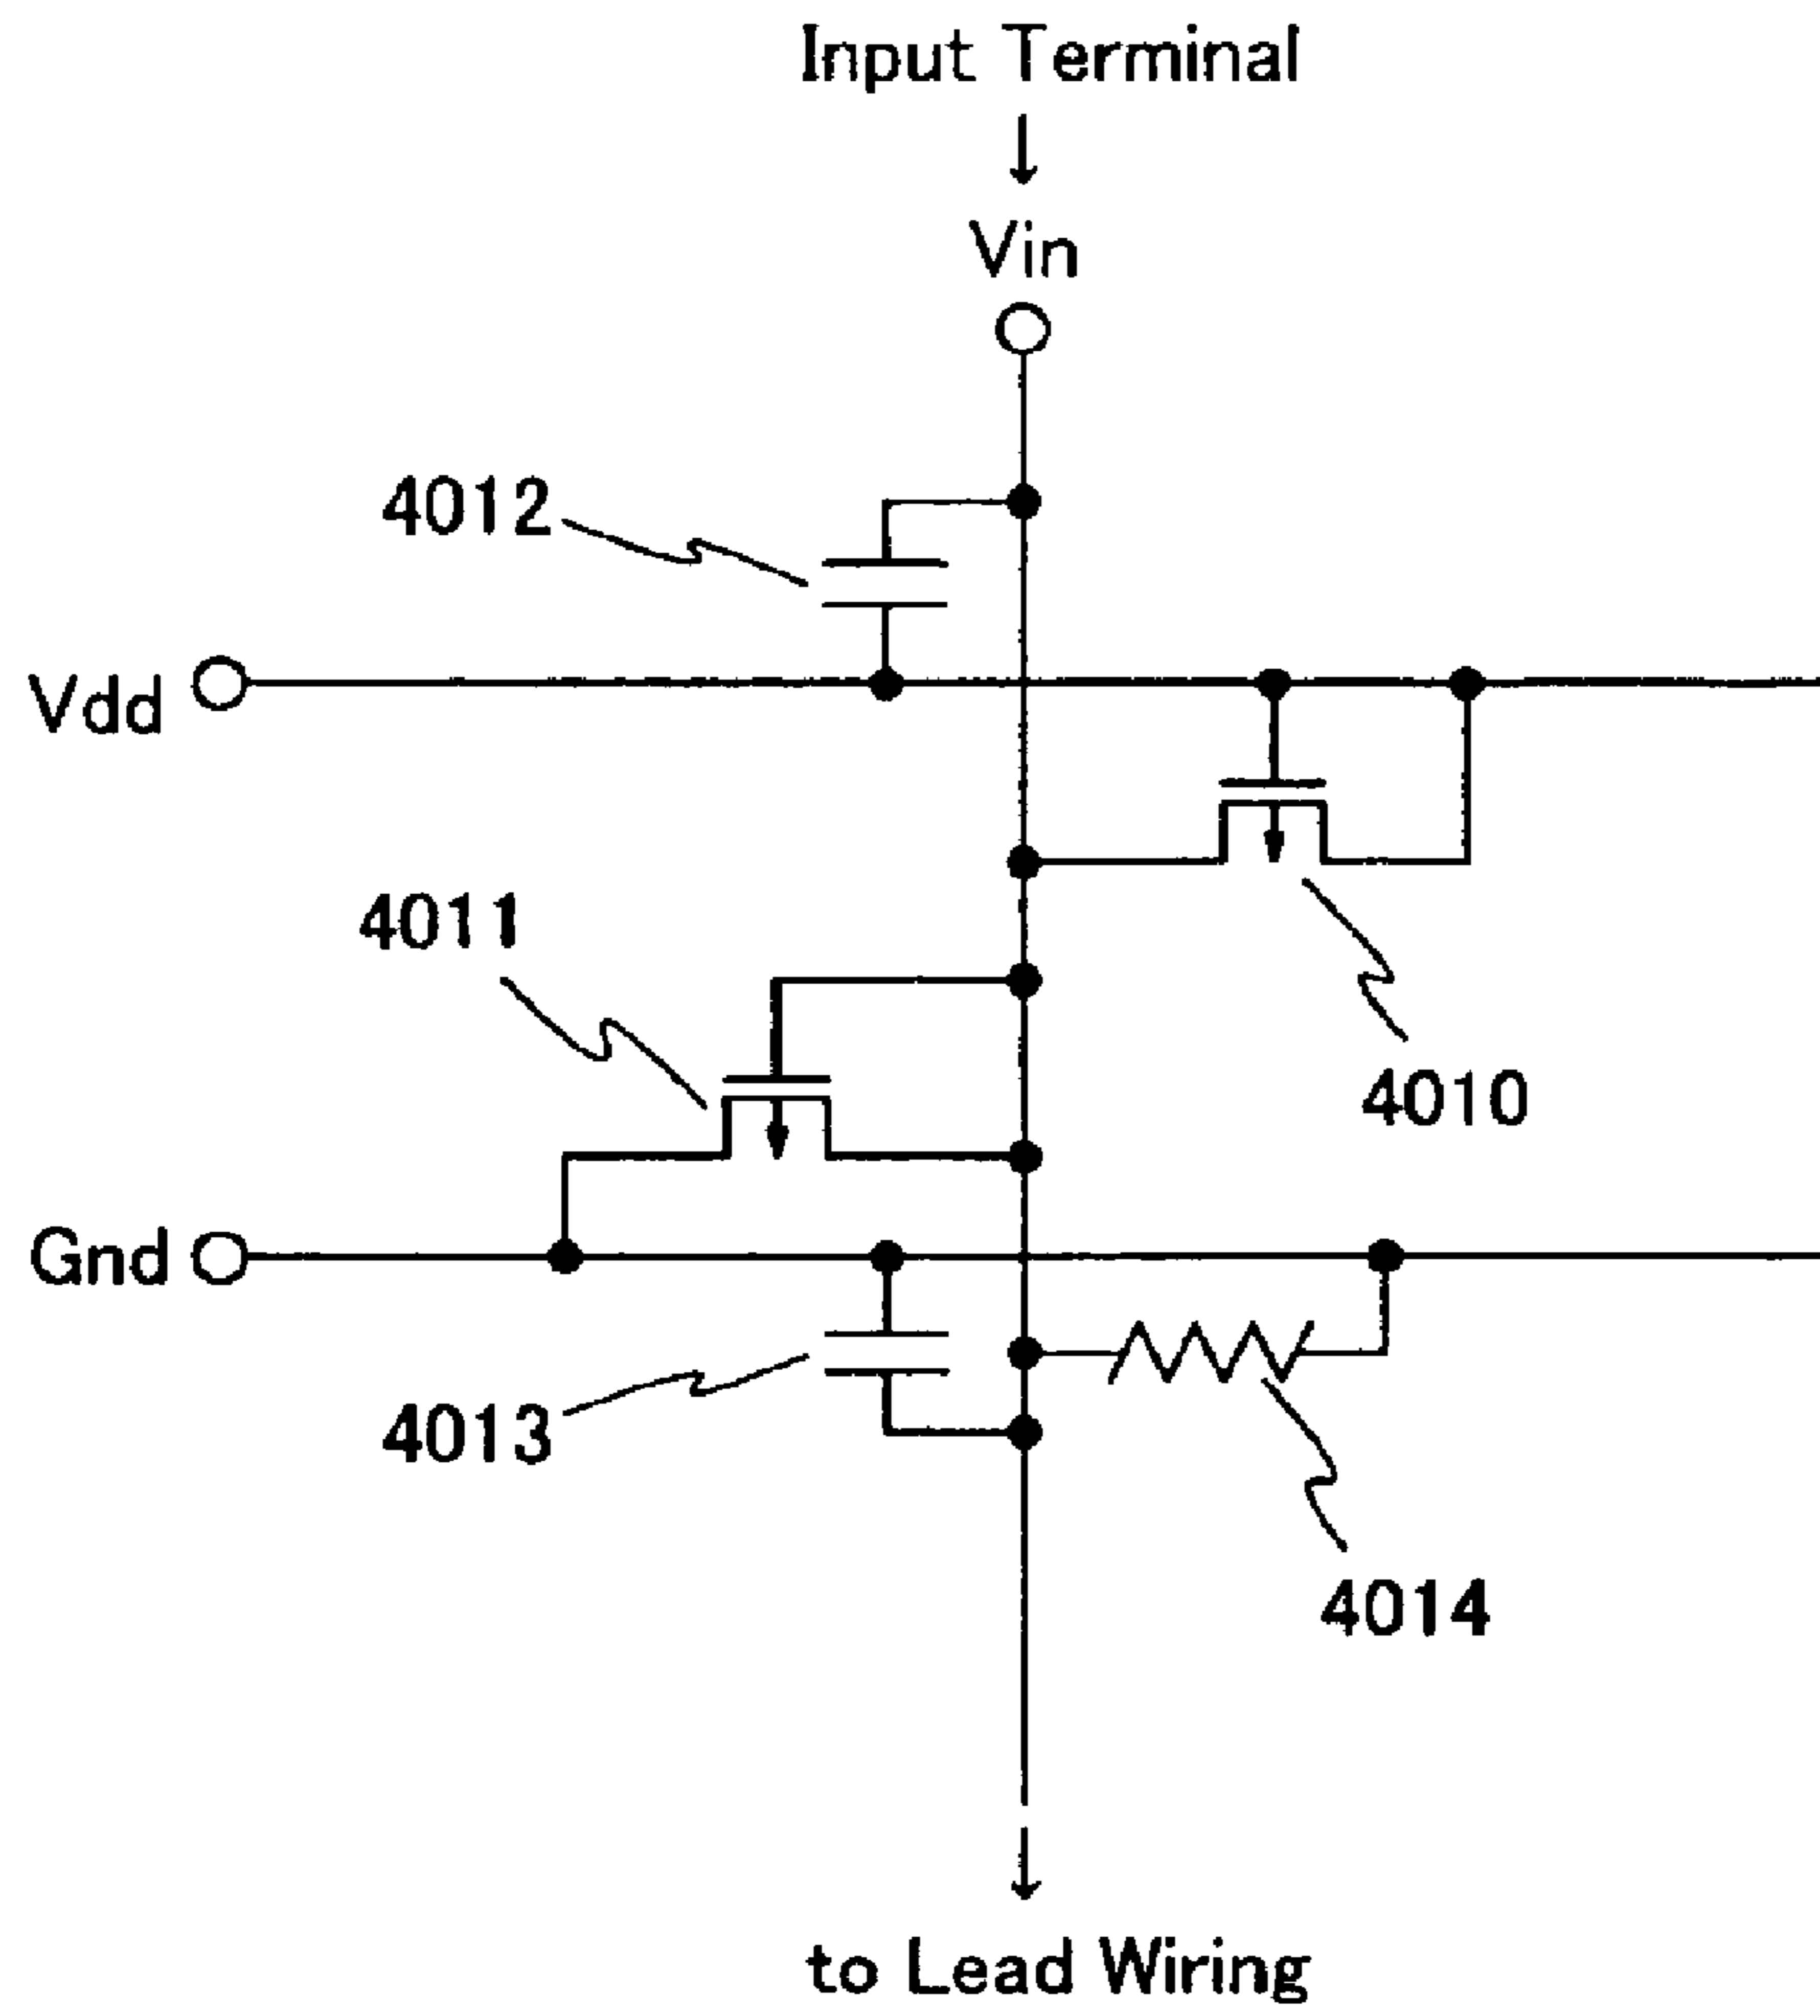 Input Terminal
Vin
4012
Vdd
4011
4010
Gnd
4013
4014
to Lead Wiring